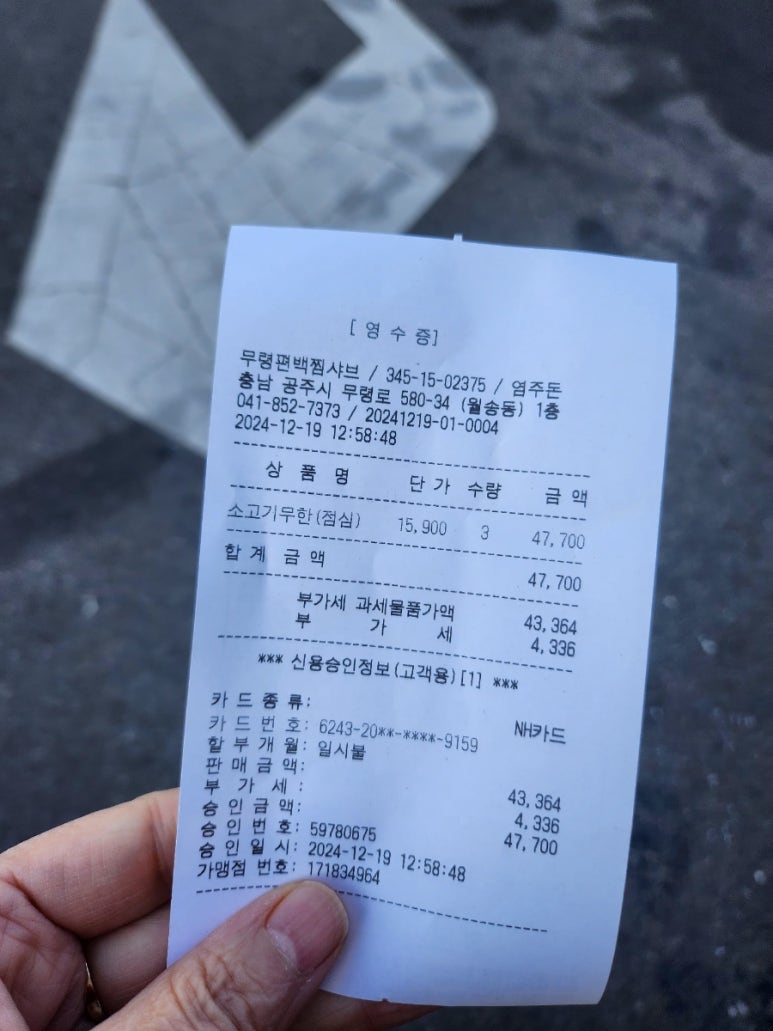 [ 영 수 증]
무령편백찜샤브 / 345-15-02375 / 염주돈
충남 공주시 무령로 580-34 (월송동) 1층
041-852-7373 / 20241219-01-0004
2024-12-19 12:58:48
상 품 명 단 가 수량 금 액
소고기무한(점심) 15,900 3 47,700
합 계 금 액 47,700
부가세 과세물품가액 43,364
부 가 세 4,336
*** 신용승인정보(고객용)[1] ***
카 드 종 류: NH카드
카 드 번 호: 6243-20**-****-9159
할 부 개 월: 일시불
판 매 금 액: 43,364
부 가 세 : 4,336
승 인 금 액: 47,700
승 인 번 호: 59780675
승 인 일 시: 2024-12-19 12:58:48
가맹점 번호: 171834964